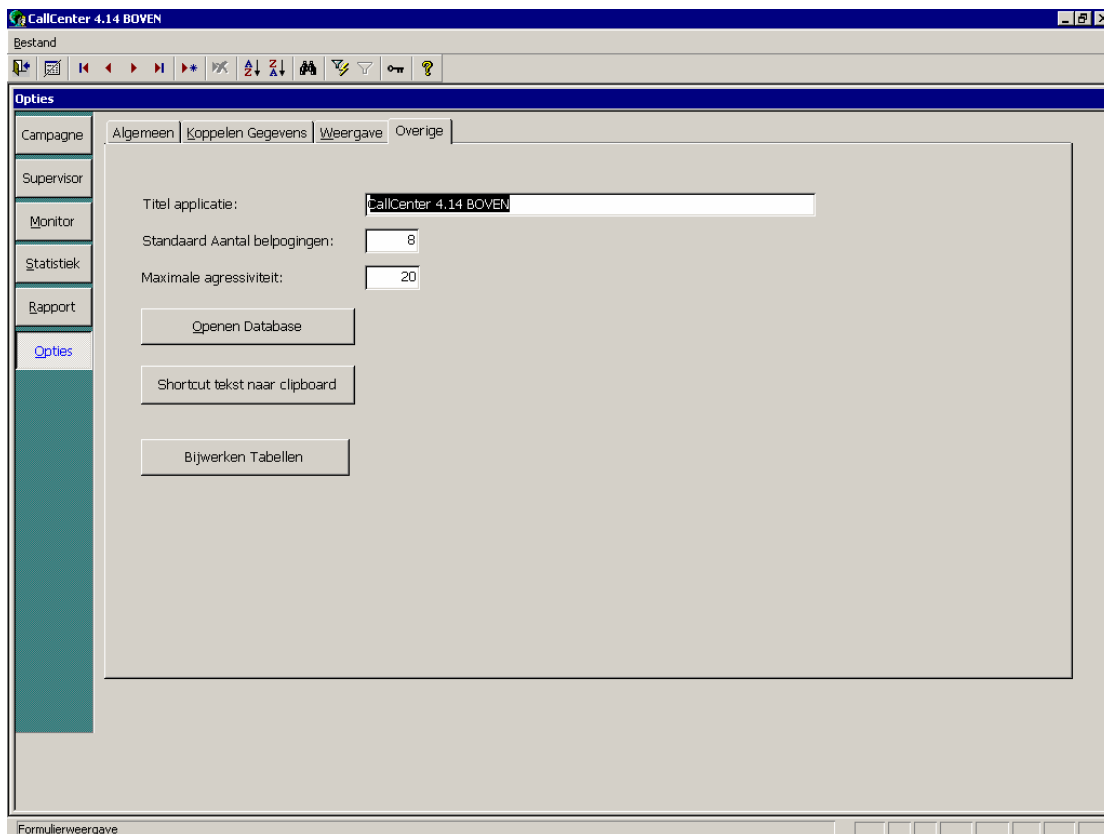 CallCenter 4.14 BOVEN
Bestand
Opties
Campagne
Supervisor
Monitor
Statistiek
Rapport
Opties
Algemeen Koppelen Gegevens Weergave Overige
Titel applicatie: CallCenter 4.14 BOVEN
Standaard Aantal belpogingen: 8
Maximale agressiviteit: 20
Openen Database
Shortcut tekst naar clipboard
Bijwerken Tabellen
Formulierweergave